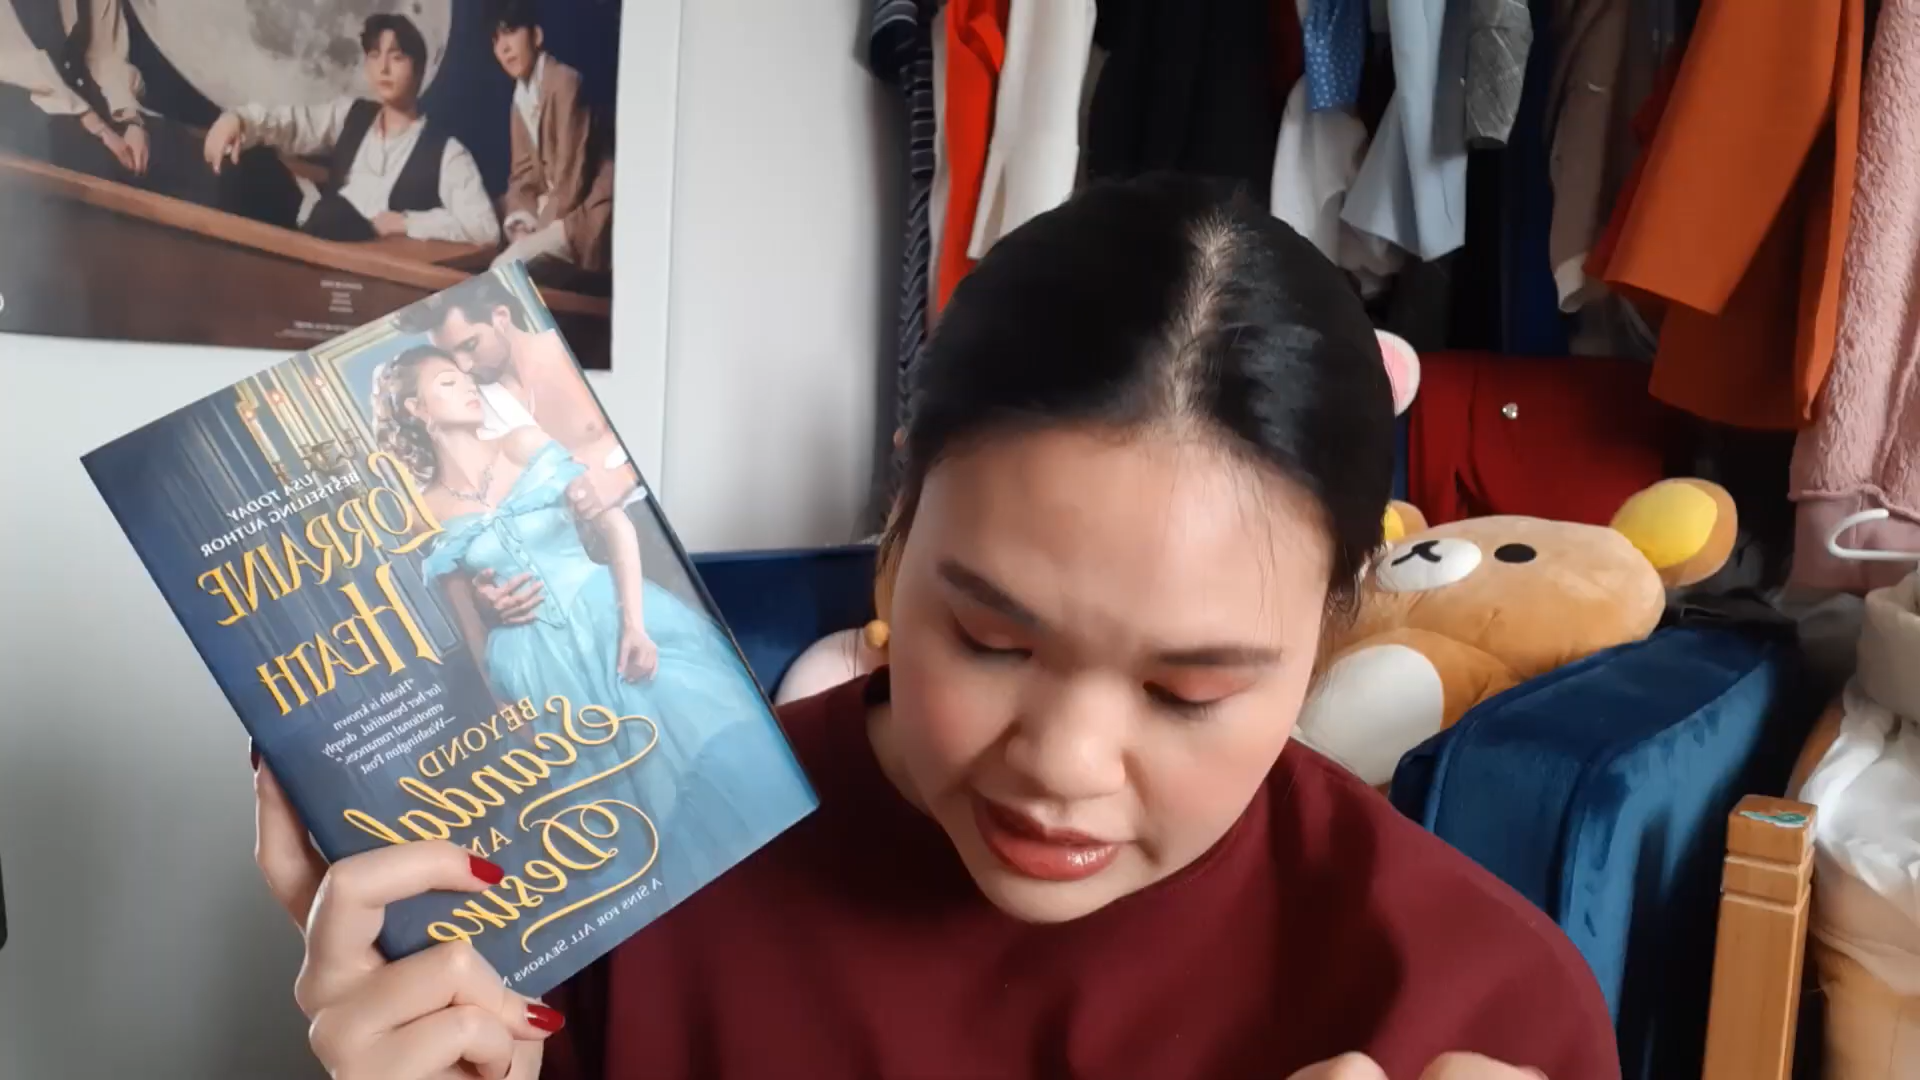 USA TODAY
BESTSELLING AUTHOR
LORRAINE
HEATH
"Heath is known
for her beautiful, deeply
emotional romances."
—Washington Post
BEYOND
Scandal
AND
Desire
A SINS FOR ALL SEASONS